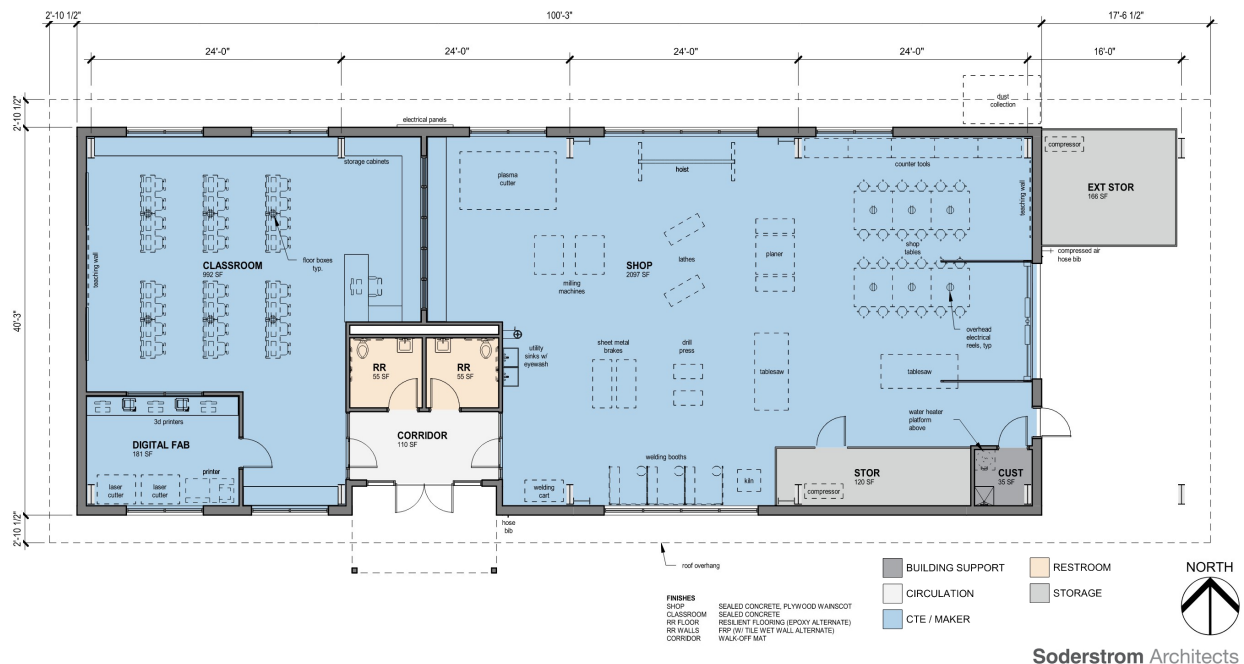 2'-10 1/2"
100'-3"
17'-6 1/2"
24'-0"
24'-0"
24'-0"
24'-0"
16'-0"
2'-10 1/2"
40'-3"
2'-10 1/2"
dust
collection
electrical panels
storage cabinets
plasma
cutter
hoist
counter tools
teaching wall
compressor
EXT STOR
166 SF
compressed air
hose bib
teaching wall
CLASSROOM
992 SF
floor boxes
typ.
SHOP
2097 SF
milling
machines
lathes
planer
shop
tables
overhead
electrical
reels, typ
utility
sinks w/
eyewash
sheet metal
brakes
drill
press
tablesaw
tablesaw
RR
55 SF
RR
55 SF
water heater
platform
above
3d printers
DIGITAL FAB
181 SF
printer
laser
cutter
laser
cutter
CORRIDOR
110 SF
welding booths
welding
cart
kiln
STOR
120 SF
compressor
CUST
35 SF
hose
bib
roof overhang
FINISHES
SHOP SEALED CONCRETE, PLYWOOD WAINSCOT
CLASSROOM SEALED CONCRETE
RR FLOOR RESILIENT FLOORING (EPOXY ALTERNATE)
RR WALLS FRP (W/ TILE WET WALL ALTERNATE)
CORRIDOR WALK-OFF MAT
BUILDING SUPPORT
CIRCULATION
CTE / MAKER
RESTROOM
STORAGE
NORTH
Soderstrom Architects